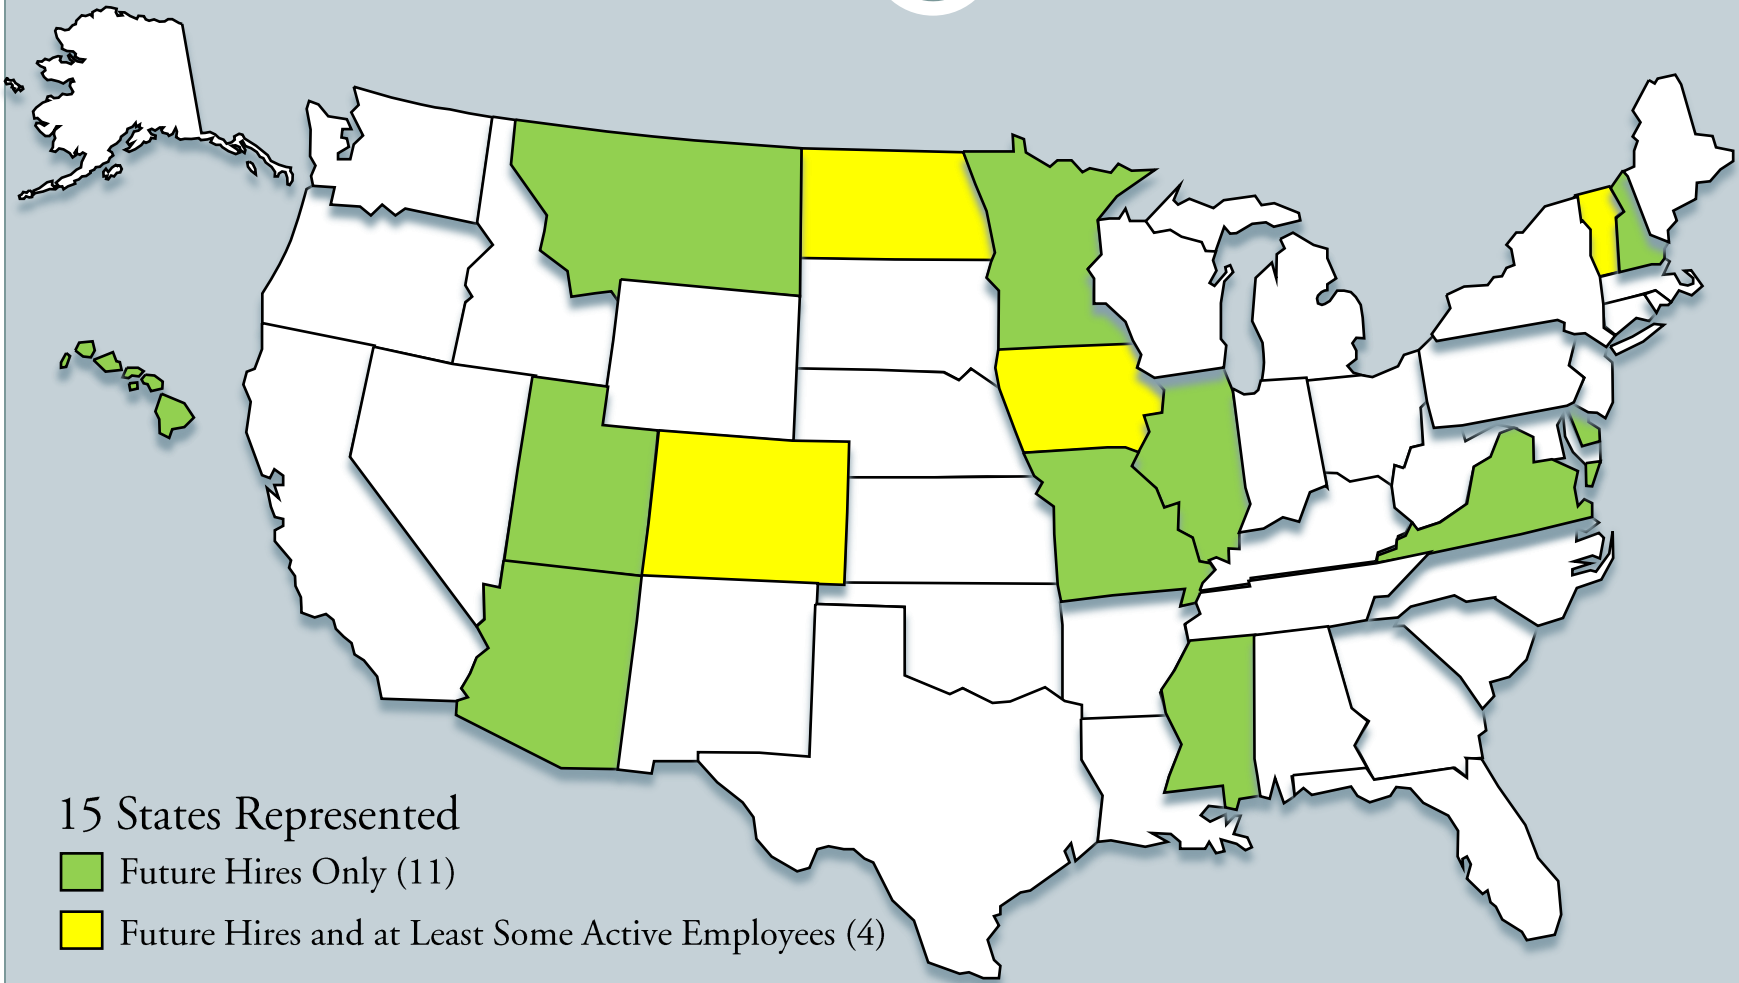 15 States Represented
Future Hires Only (11)
Future Hires and at Least Some Active Employees (4)